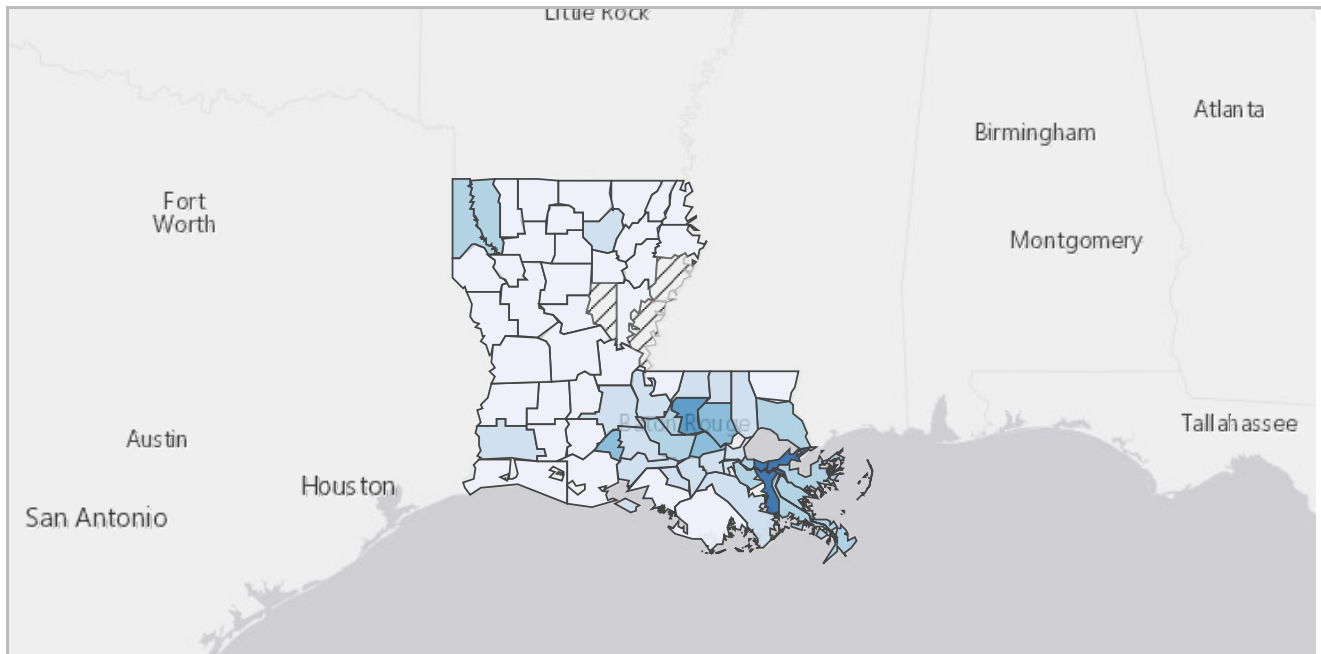 Little Rock
Atlanta
Birmingham
Fort
Worth
Montgomery
Baton Rouge
Tallahassee
Austin
Houston
San Antonio